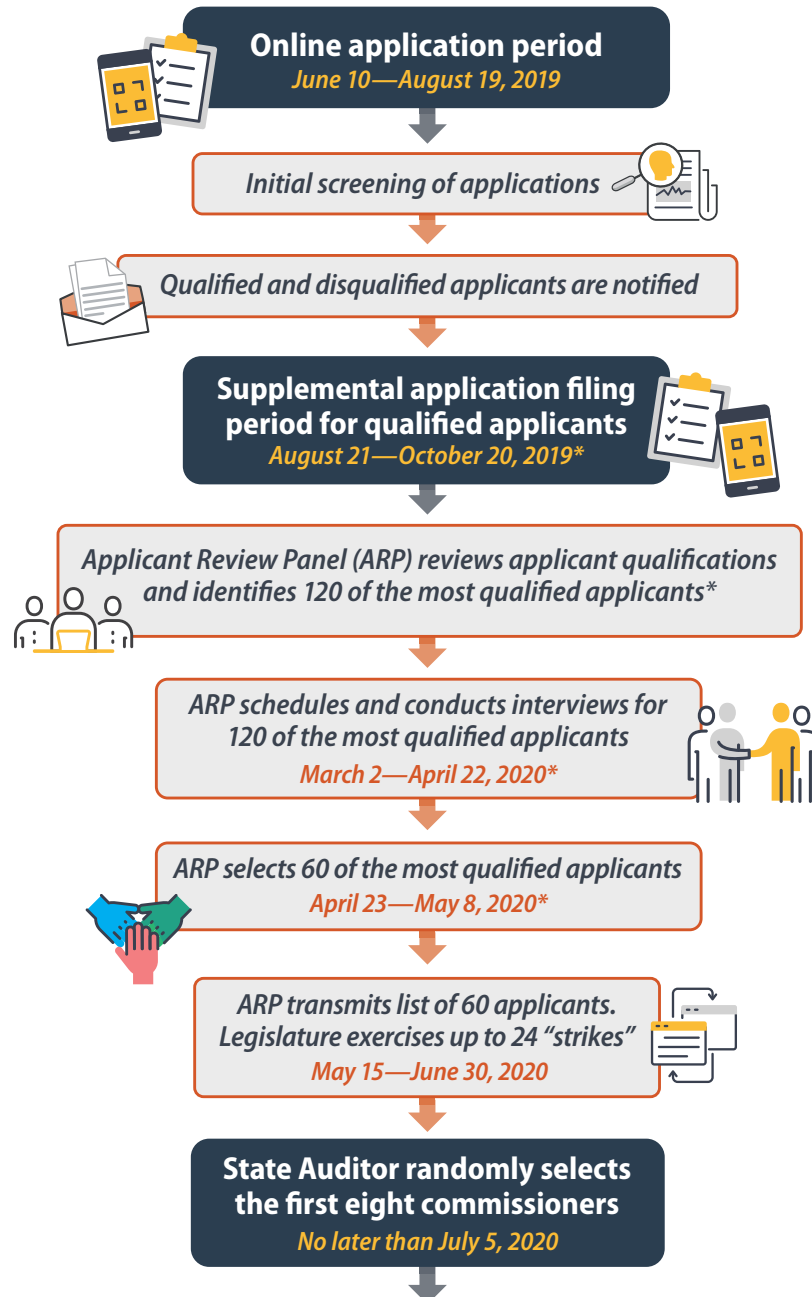 Online application period
June 10—August 19, 2019
Initial screening of applications
Qualified and disqualified applicants are notified
Supplemental application filing
period for qualified applicants
August 21—October 20, 2019*
Applicant Review Panel (ARP) reviews applicant qualifications
and identifies 120 of the most qualified applicants*
ARP schedules and conducts interviews for
120 of the most qualified applicants
March 2—April 22, 2020*
ARP selects 60 of the most qualified applicants
April 23—May 8, 2020*
ARP transmits list of 60 applicants.
Legislature exercises up to 24 “strikes”
May 15—June 30, 2020
State Auditor randomly selects
the first eight commissioners
No later than July 5, 2020